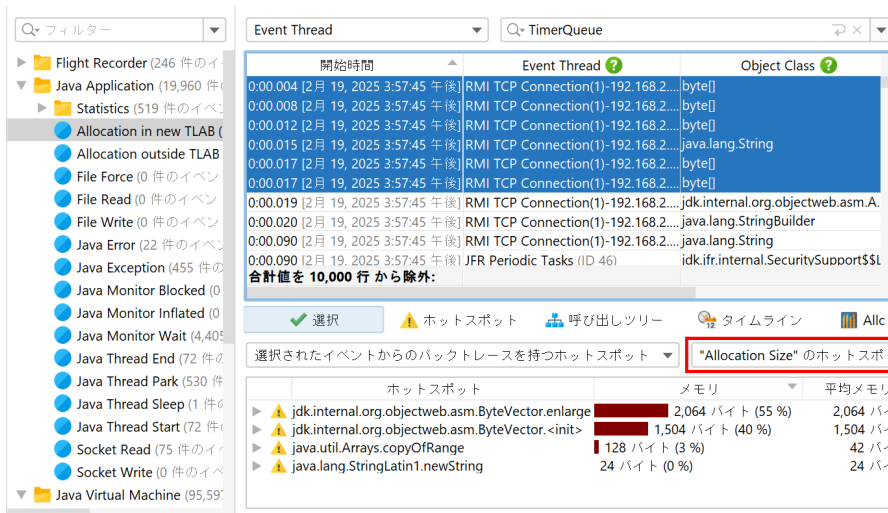 フィルター
Flight Recorder (246 件のイ
Java Application (19,960 件
Statistics (519 件のイベン
Allocation in new TLAB (
Allocation outside TLAB
File Force (0 件のイベン
File Read (0 件のイベン
File Write (0 件のイベン
Java Error (22 件のイベン
Java Exception (455 件の
Java Monitor Blocked (0
Java Monitor Inflated (0
Java Monitor Wait (4,405
Java Thread End (72 件の
Java Thread Park (530 件
Java Thread Sleep (1 件
Java Thread Start (72 件
Socket Read (75 件のイ
Socket Write (0 件のイベ
Java Virtual Machine (95,597
Event Thread TimerQueue
開始時間 Event Thread Object Class
0:00.004 [2月 19, 2025 3:57:45 午後] RMI TCP Connection(1)-192.168.2.... byte[]
0:00.008 [2月 19, 2025 3:57:45 午後] RMI TCP Connection(1)-192.168.2.... byte[]
0:00.012 [2月 19, 2025 3:57:45 午後] RMI TCP Connection(1)-192.168.2.... byte[]
0:00.015 [2月 19, 2025 3:57:45 午後] RMI TCP Connection(1)-192.168.2.... java.lang.String
0:00.017 [2月 19, 2025 3:57:45 午後] RMI TCP Connection(1)-192.168.2.... byte[]
0:00.017 [2月 19, 2025 3:57:45 午後] RMI TCP Connection(1)-192.168.2.... byte[]
0:00.019 [2月 19, 2025 3:57:45 午後] RMI TCP Connection(1)-192.168.2.... jdk.internal.org.objectweb.asm.A.
0:00.020 [2月 19, 2025 3:57:45 午後] RMI TCP Connection(1)-192.168.2.... java.lang.StringBuilder
0:00.090 [2月 19, 2025 3:57:45 午後] RMI TCP Connection(1)-192.168.2.... java.lang.String
0:00.090 [2月 19, 2025 3:57:45 午後] JFR Periodic Tasks (ID 46) jdk.jfr.internal.SecuritySupport$$L
合計値を 10,000 行 から除外:
選択 ホットスポット 呼び出しツリー タイムライン Allc
選択されたイベントからのバックトレースを持つホットスポット "Allocation Size" のホットスポ
ホットスポット メモリ 平均メモリ
jdk.internal.org.objectweb.asm.ByteVector.enlarge 2,064 バイト (55 %) 2,064 バイ
jdk.internal.org.objectweb.asm.ByteVector.<init> 1,504 バイト (40 %) 1,504 バイ
java.util.Arrays.copyOfRange 128 バイト (3 %) 42 バイ
java.lang.StringLatin1.newString 24 バイト (0 %) 24 バイ